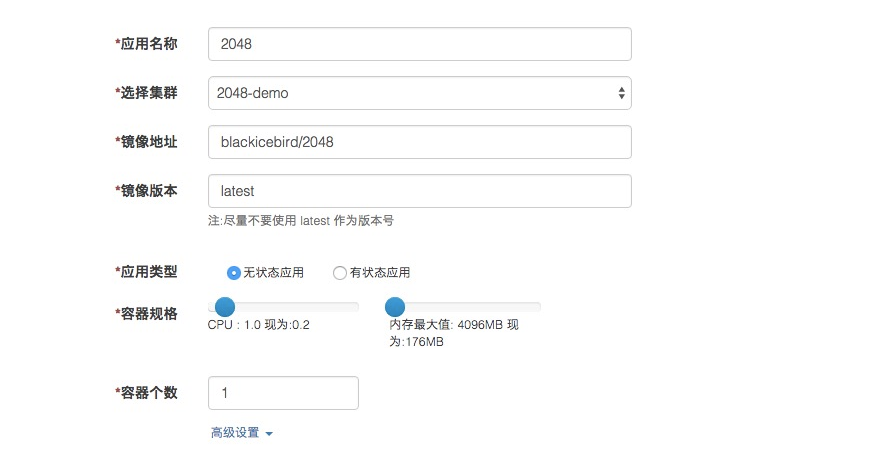 *应用名称 2048
*选择集群 2048-demo
*镜像地址 blackicebird/2048
*镜像版本 latest
注:尽量不要使用 latest 作为版本号
*应用类型 无状态应用 有状态应用
*容器规格
CPU : 1.0 现为:0.2
内存最大值: 4096MB 现
为:176MB
*容器个数 1
高级设置